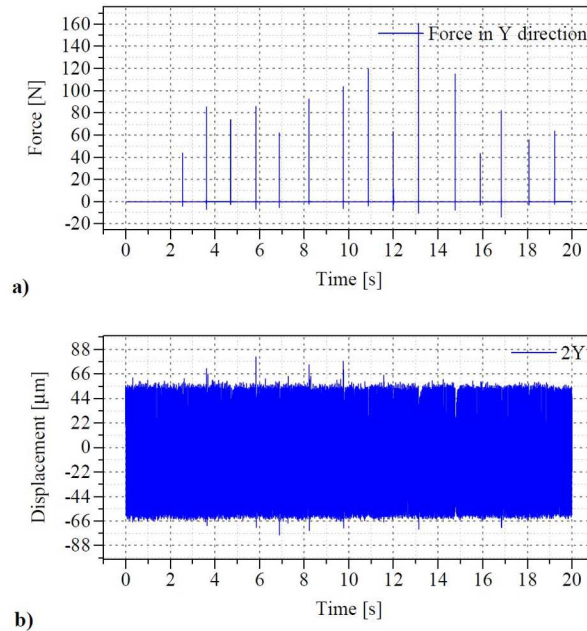 160
140
120
100
80
60
40
20
0
-20
Force [N]
Force in Y direction
0 2 4 6 8 10 12 14 16 18 20
Time [s]
a)
88
66
44
22
0
-22
-44
-66
-88
Displacement [µm]
2Y
0 2 4 6 8 10 12 14 16 18 20
Time [s]
b)